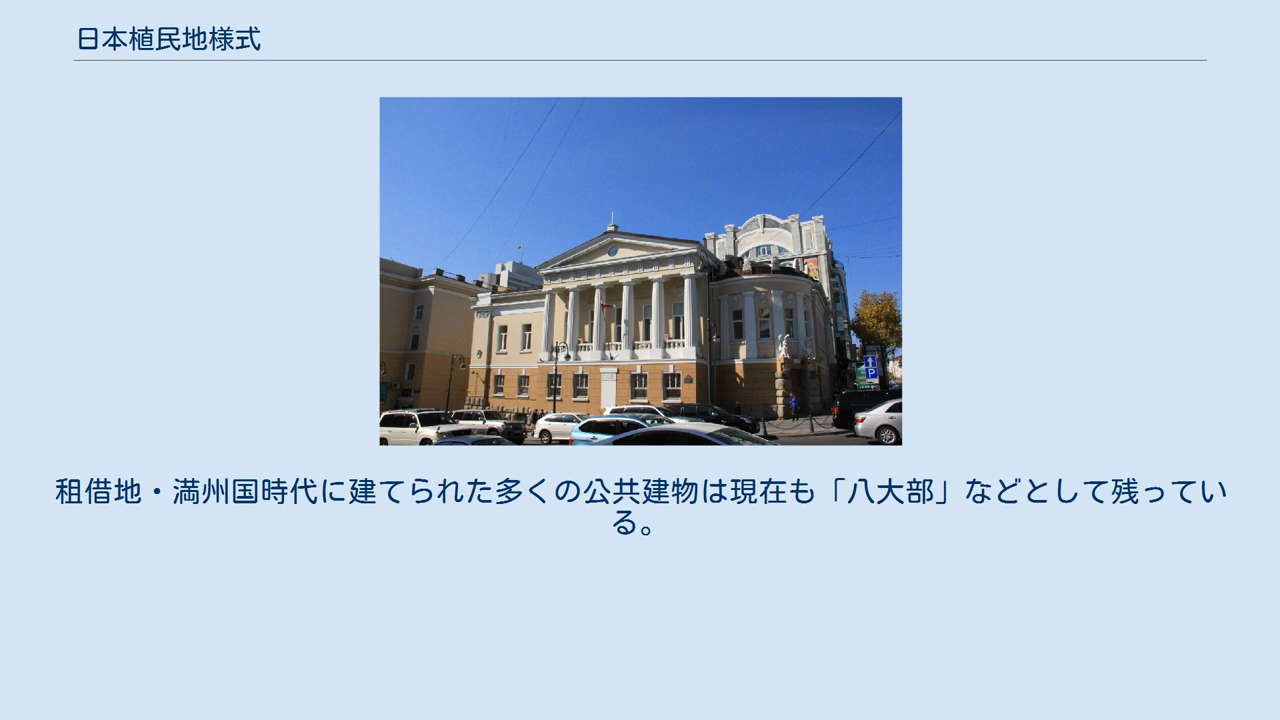 日本植民地様式
P
租借地・満州国時代に建てられた多くの公共建物は現在も「八大部」などとして残ってい
る。